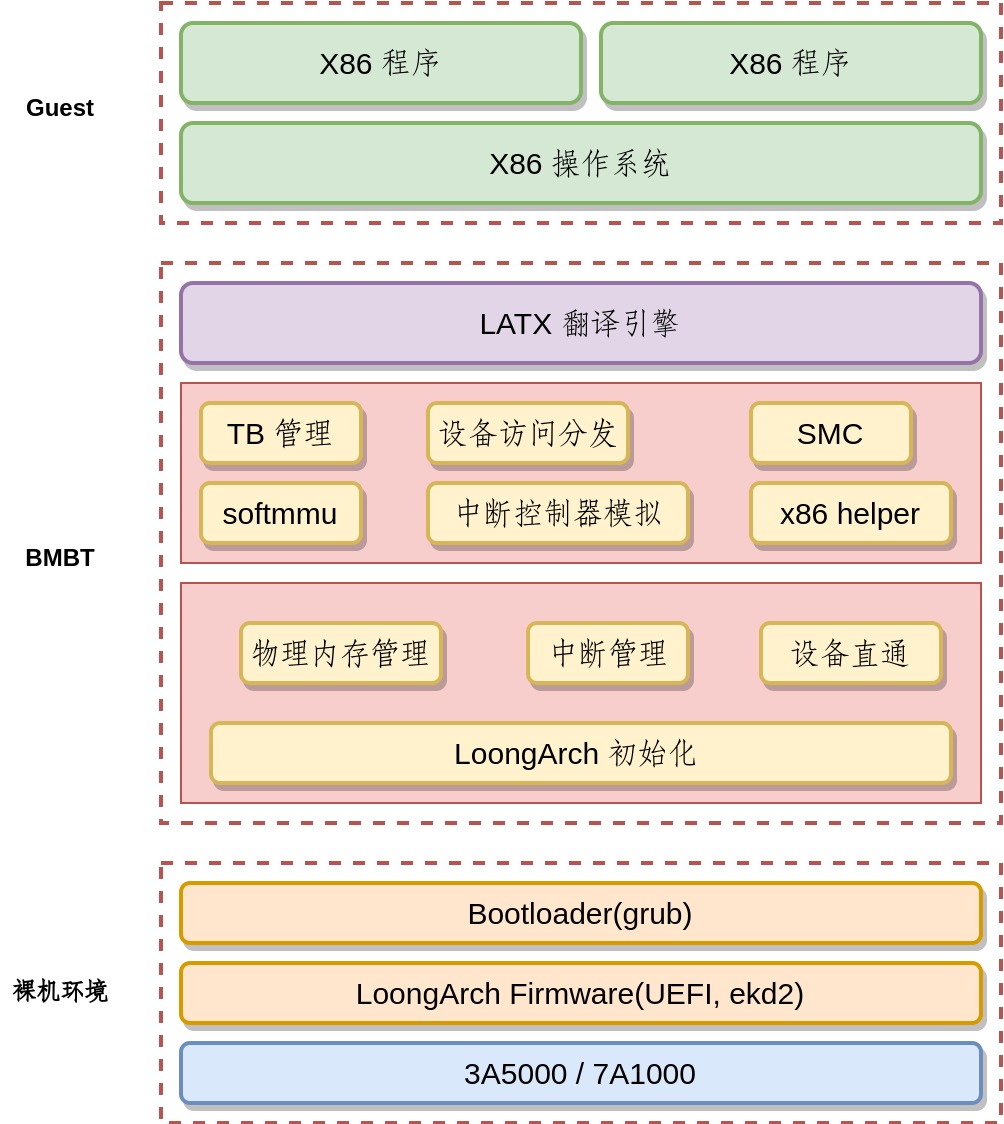 X86 程序
X86 程序
Guest
X86 操作系统
LATX 翻译引擎
TB 管理
设备访问分发
SMC
softmmu
中断控制器模拟
x86 helper
BMBT
物理内存管理
中断管理
设备直通
LoongArch 初始化
Bootloader(grub)
裸机环境
LoongArch Firmware(UEFI, ekd2)
3A5000 / 7A1000